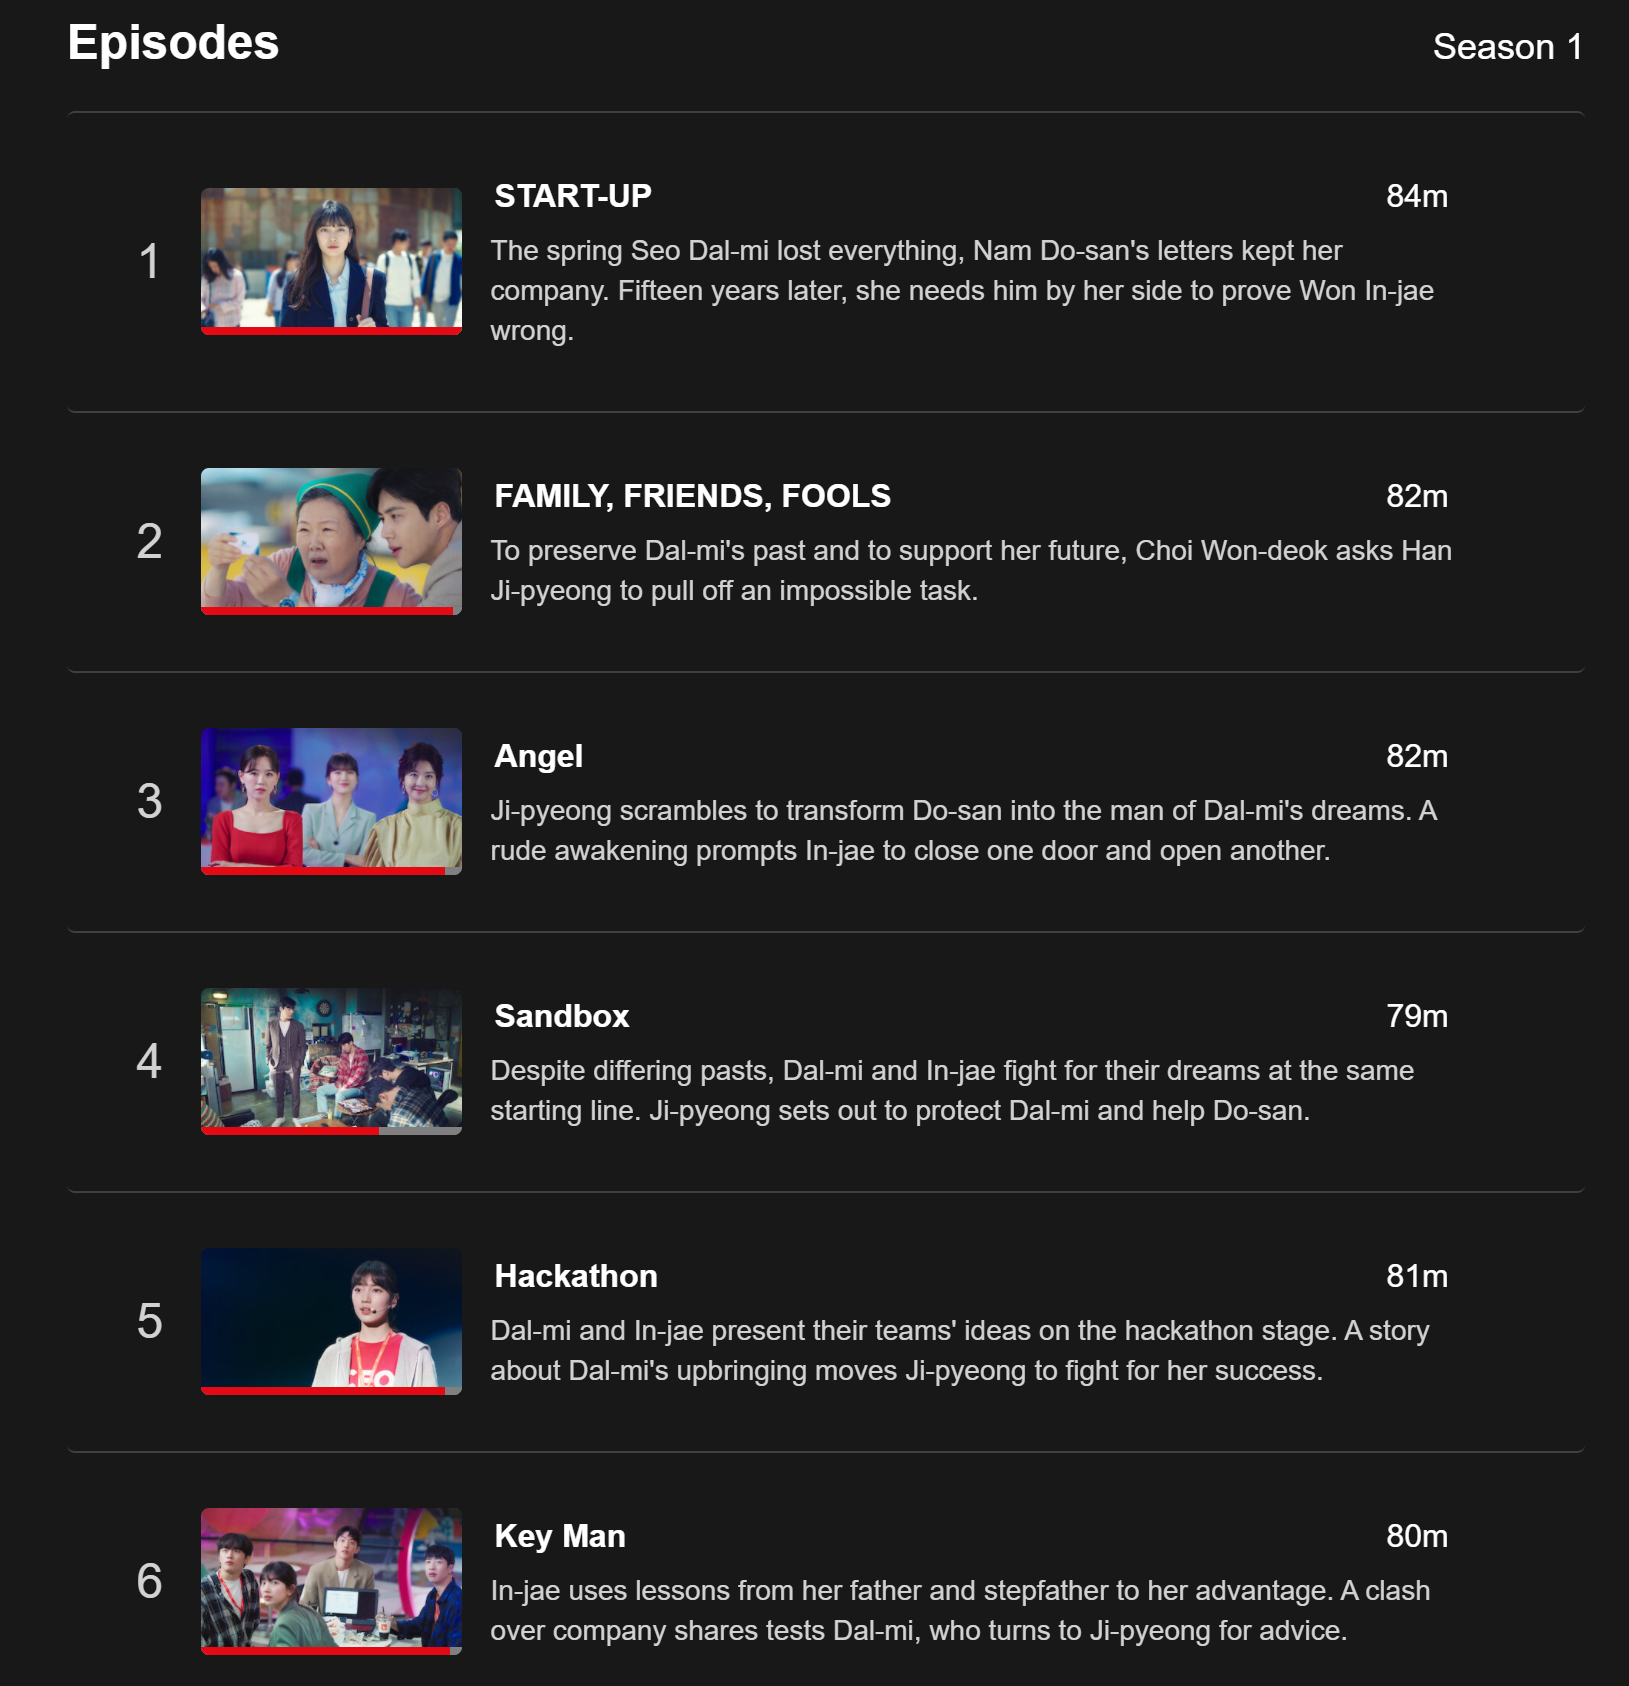 Episodes
Season 1
1
START-UP
84m
The spring Seo Dal-mi lost everything, Nam Do-san's letters kept her
company. Fifteen years later, she needs him by her side to prove Won In-jae
wrong.
2
FAMILY, FRIENDS, FOOLS
82m
To preserve Dal-mi's past and to support her future, Choi Won-deok asks Han
Ji-pyeong to pull off an impossible task.
3
Angel
82m
Ji-pyeong scrambles to transform Do-san into the man of Dal-mi's dreams. A
rude awakening prompts In-jae to close one door and open another.
4
Sandbox
79m
Despite differing pasts, Dal-mi and In-jae fight for their dreams at the same
starting line. Ji-pyeong sets out to protect Dal-mi and help Do-san.
5
CEO
Hackathon
81m
Dal-mi and In-jae present their teams' ideas on the hackathon stage. A story
about Dal-mi's upbringing moves Ji-pyeong to fight for her success.
6
Key Man
80m
In-jae uses lessons from her father and stepfather to her advantage. A clash
over company shares tests Dal-mi, who turns to Ji-pyeong for advice.